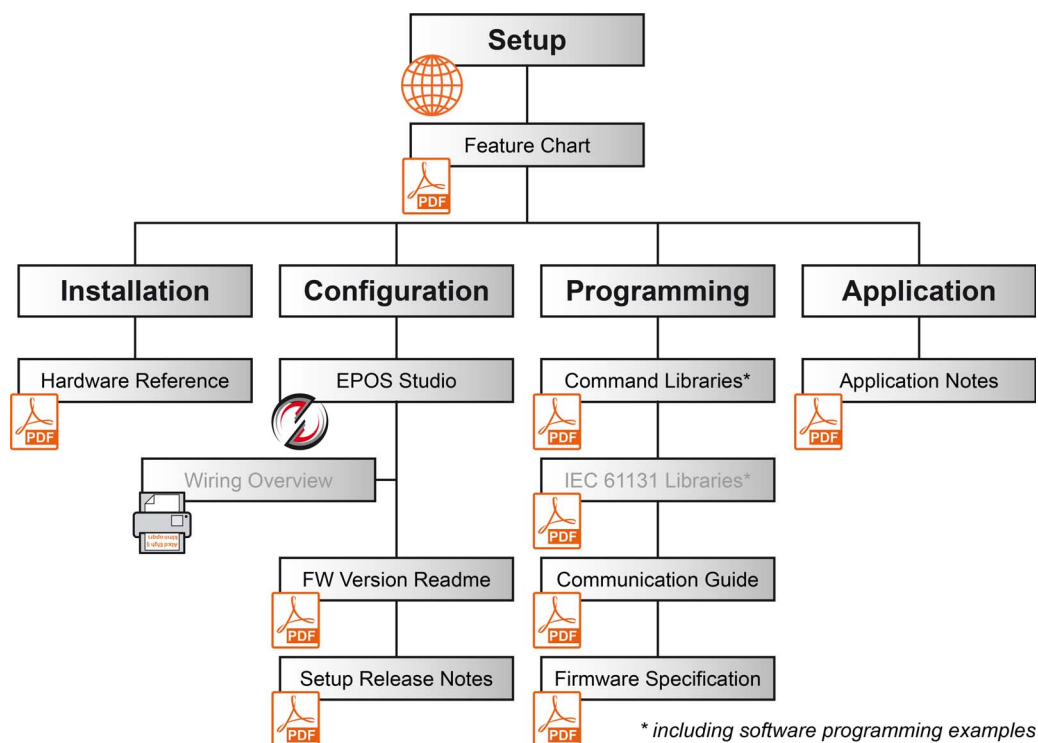 Setup
Feature Chart
PDF
Installation
Configuration
Programming
Application
Hardware Reference
PDF
EPOS Studio
Command Libraries*
PDF
Application Notes
PDF
Wiring Overview
IEC 61131 Libraries*
PDF
FW Version Readme
PDF
Communication Guide
PDF
Setup Release Notes
PDF
Firmware Specification
PDF
* including software programming examples